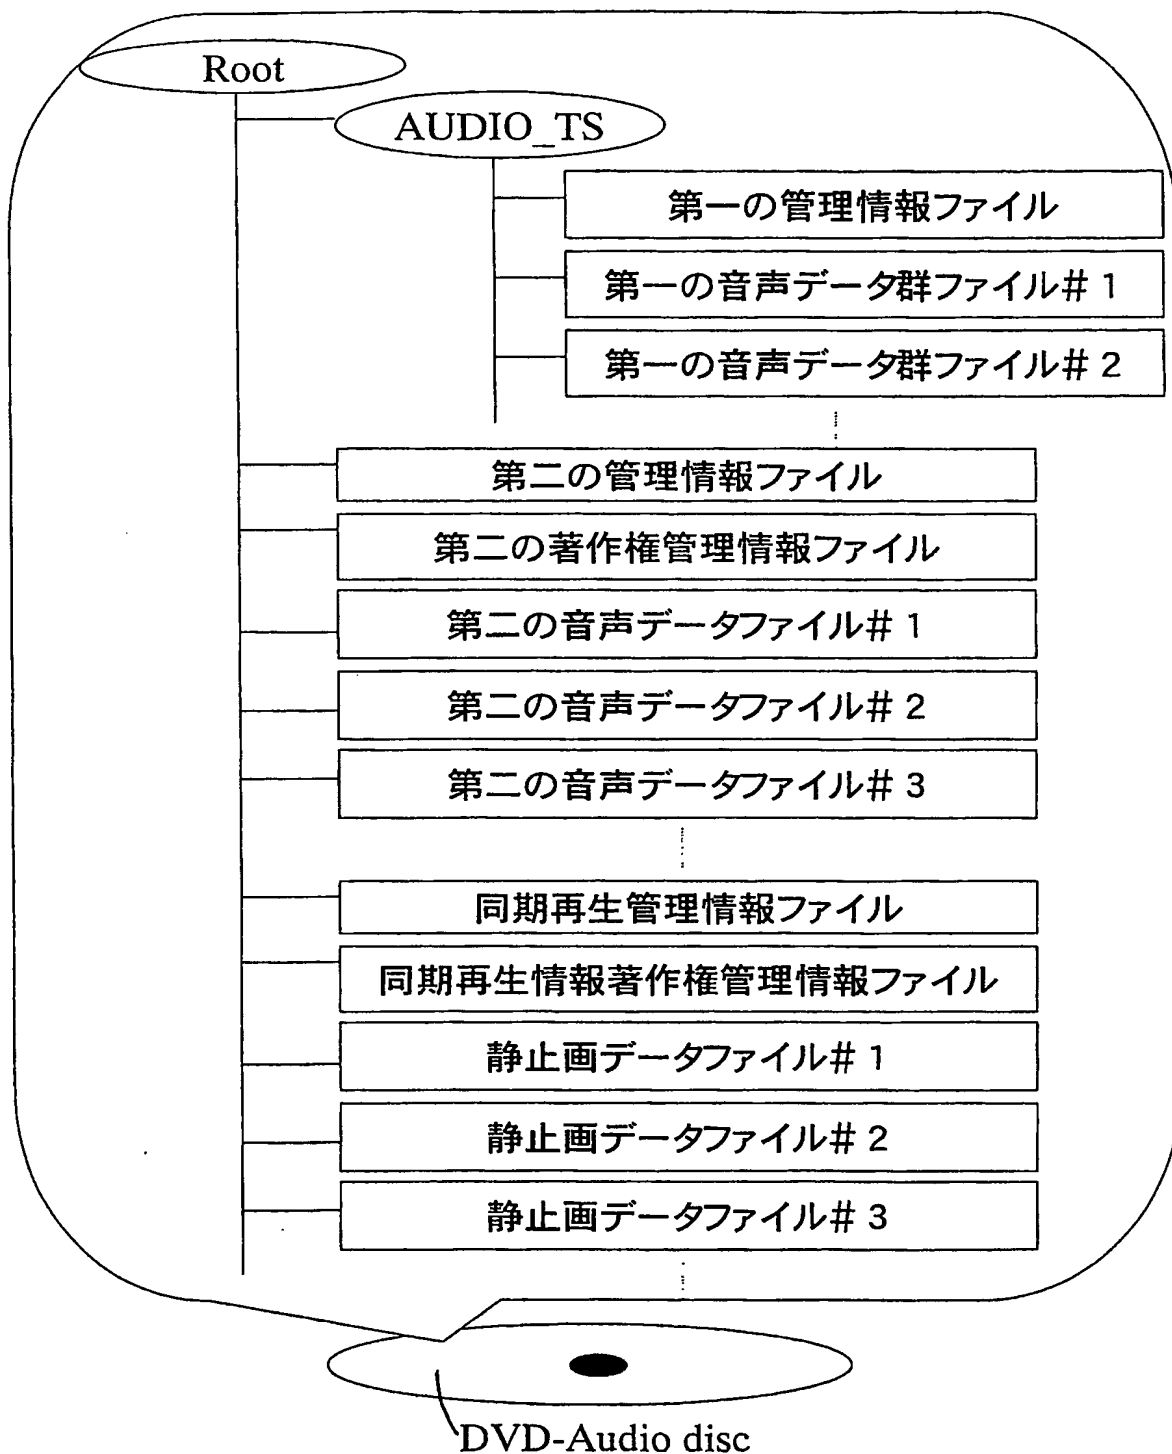 Root
AUDIO_TS
第一の管理情報ファイル
第一の音声データ群ファイル＃1
第一の音声データ群ファイル＃2
第二の管理情報ファイル
第二の著作権管理情報ファイル
第二の音声データファイル＃1
第二の音声データファイル＃2
第二の音声データファイル＃3
同期再生管理情報ファイル
同期再生情報著作権管理情報ファイル
静止画データファイル＃1
静止画データファイル＃2
静止画データファイル＃3
DVD-Audio disc